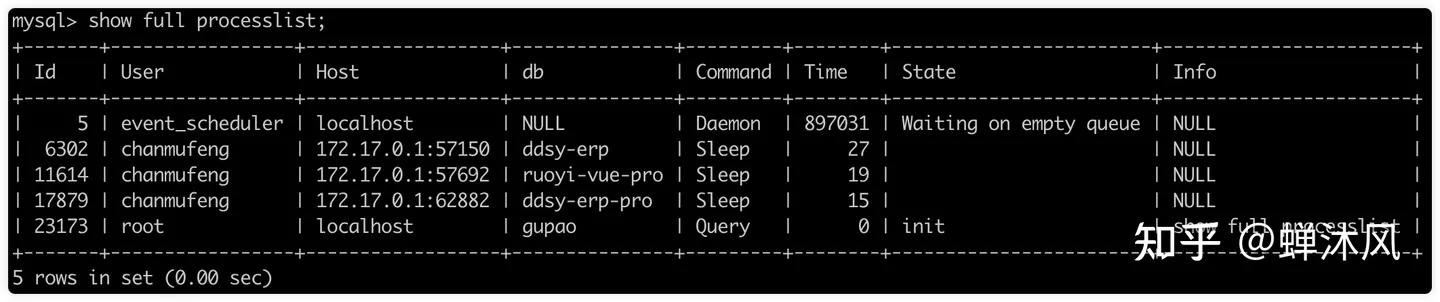 mysql> show full processlist;
+-------+-----------------+------------------+---------------+---------+--------+------------------------+-----------------------+
| Id    | User            | Host             | db            | Command | Time   | State                  | Info                  |
+-------+-----------------+------------------+---------------+---------+--------+------------------------+-----------------------+
|     5 | event_scheduler | localhost        | NULL          | Daemon  | 897031 | Waiting on empty queue | NULL                  |
|  6302 | chanmufeng      | 172.17.0.1:57150 | ddsy-erp      | Sleep   |     27 |                        | NULL                  |
| 11614 | chanmufeng      | 172.17.0.1:57692 | ruoyi-vue-pro | Sleep   |     19 |                        | NULL                  |
| 17879 | chanmufeng      | 172.17.0.1:62882 | ddsy-erp-pro  | Sleep   |     15 |                        | NULL                  |
| 23173 | root            | localhost        | gupao         | Query   |      0 | init                   | show full processlist |
+-------+-----------------+------------------+---------------+---------+--------+------------------------+-----------------------+
5 rows in set (0.00 sec)
知乎 @蝉沐风